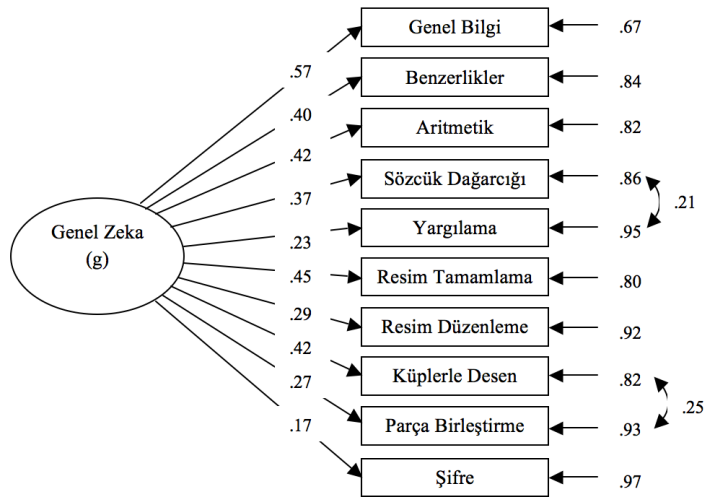 Genel Bilgi
.67
.57
Benzerlikler
.84
.40
Aritmetik
.82
.42
Sözcük Dağarcığı
.86
.37
.21
Genel Zeka
(g)
Yargılama
.95
.23
Resim Tamamlama
.80
.45
Resim Düzenleme
.92
.29
Küplerle Desen
.82
.42
.25
Parça Birleştirme
.93
.27
Şifre
.97
.17